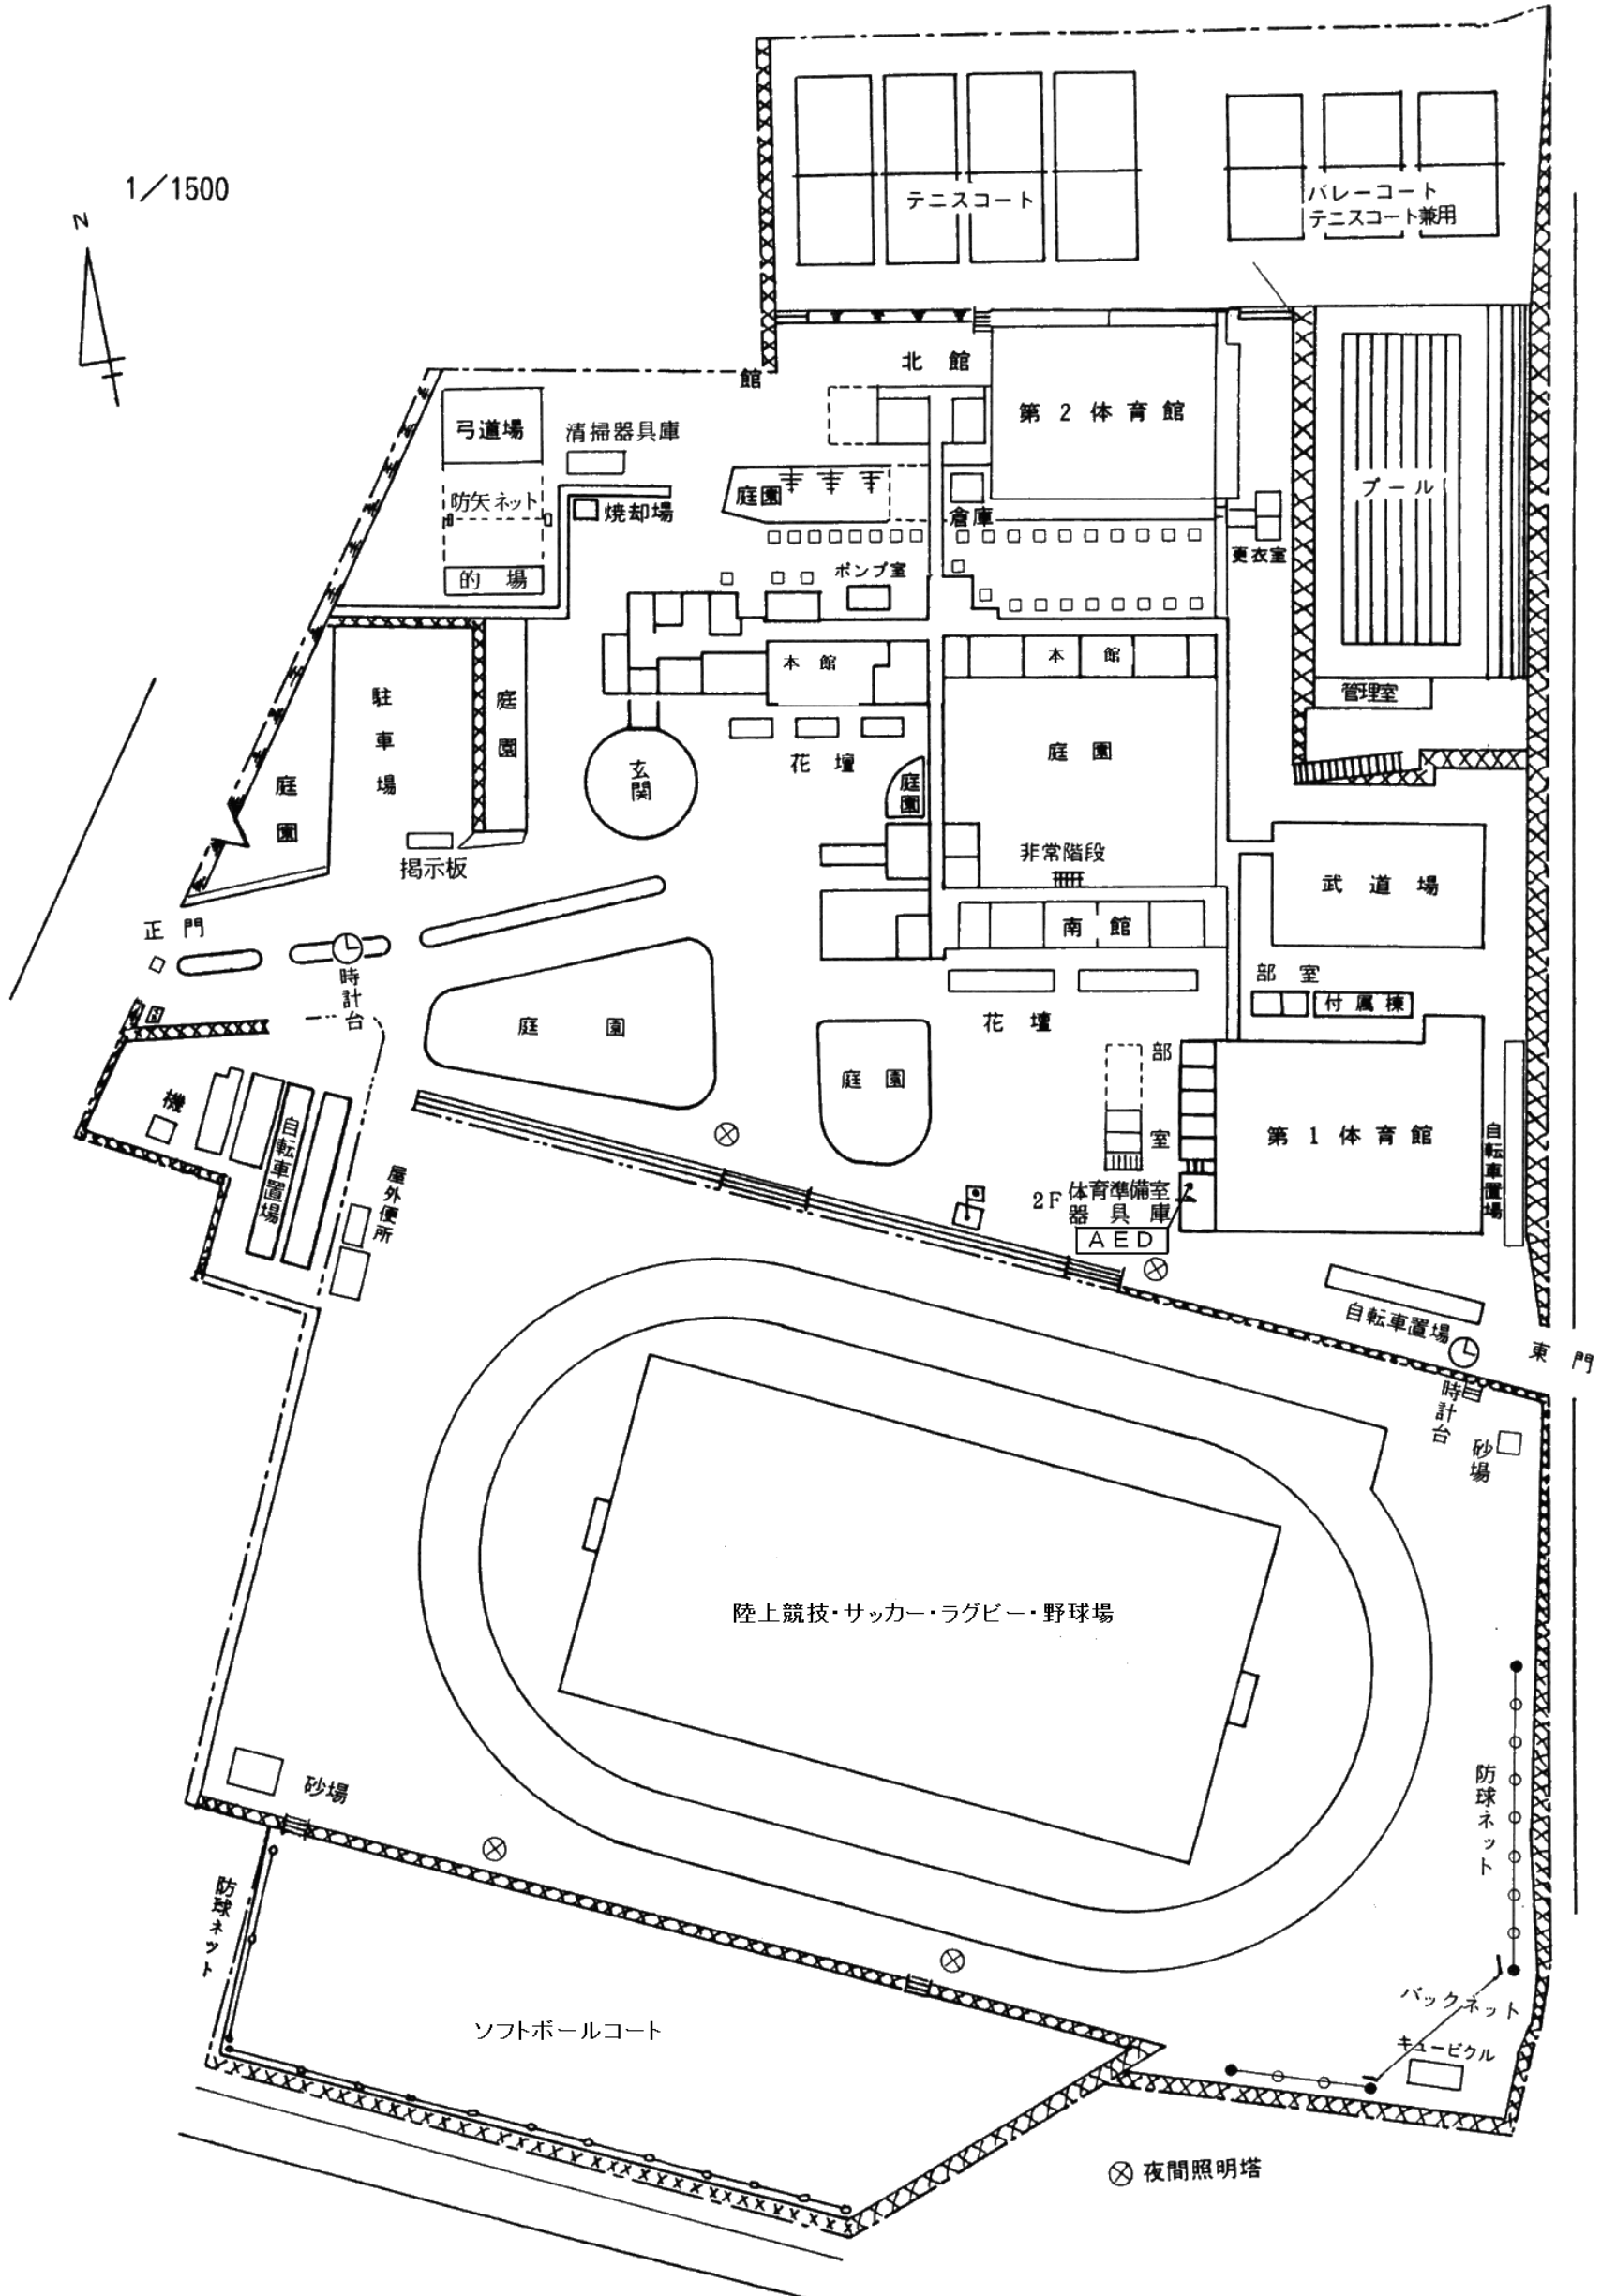 1／1500
N
テニスコート
バレーコート
テニスコート兼用
北館
館
第2体育館
弓道場
清掃器具庫
プール
防矢ネット
焼却場
庭園
倉庫
更衣室
的場
ポンプ室
本館
本館
管理室
駐車場
庭園
庭園
玄関
花壇
庭園
庭園
非常階段
掲示板
武道場
南館
正門
時計台
部室
付属棟
庭園
花壇
庭園
部室
機
自転車置場
屋外便所
第1体育館
自転車置場
2F 体育準備室
器具庫
AED
自転車置場
東門
時計台
砂場
陸上競技・サッカー・ラグビー・野球場
砂場
防球ネット
防球ネット
バックネット
キュービクル
ソフトボールコート
夜間照明塔